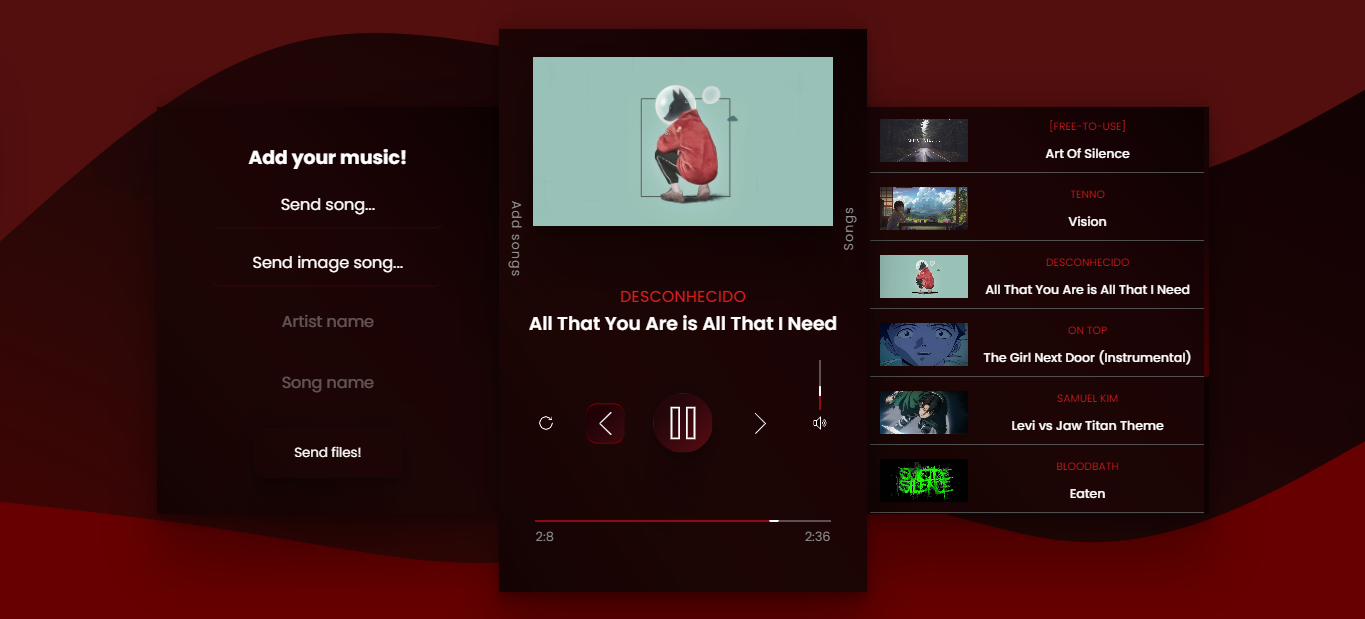 Add your music!
Send song...
Send image song...
Artist name
Song name
Send files!
Add songs
Songs
DESCONHECIDO
All That You Are is All That I Need
2:8
2:36
[FREE-TO-USE]
Art Of Silence
TENNO
Vision
DESCONHECIDO
All That You Are is All That I Need
ON TOP
The Girl Next Door (Instrumental)
SAMUEL KIM
Levi vs Jaw Titan Theme
BLOODBATH
Eaten
SUICIDE
SILENCE